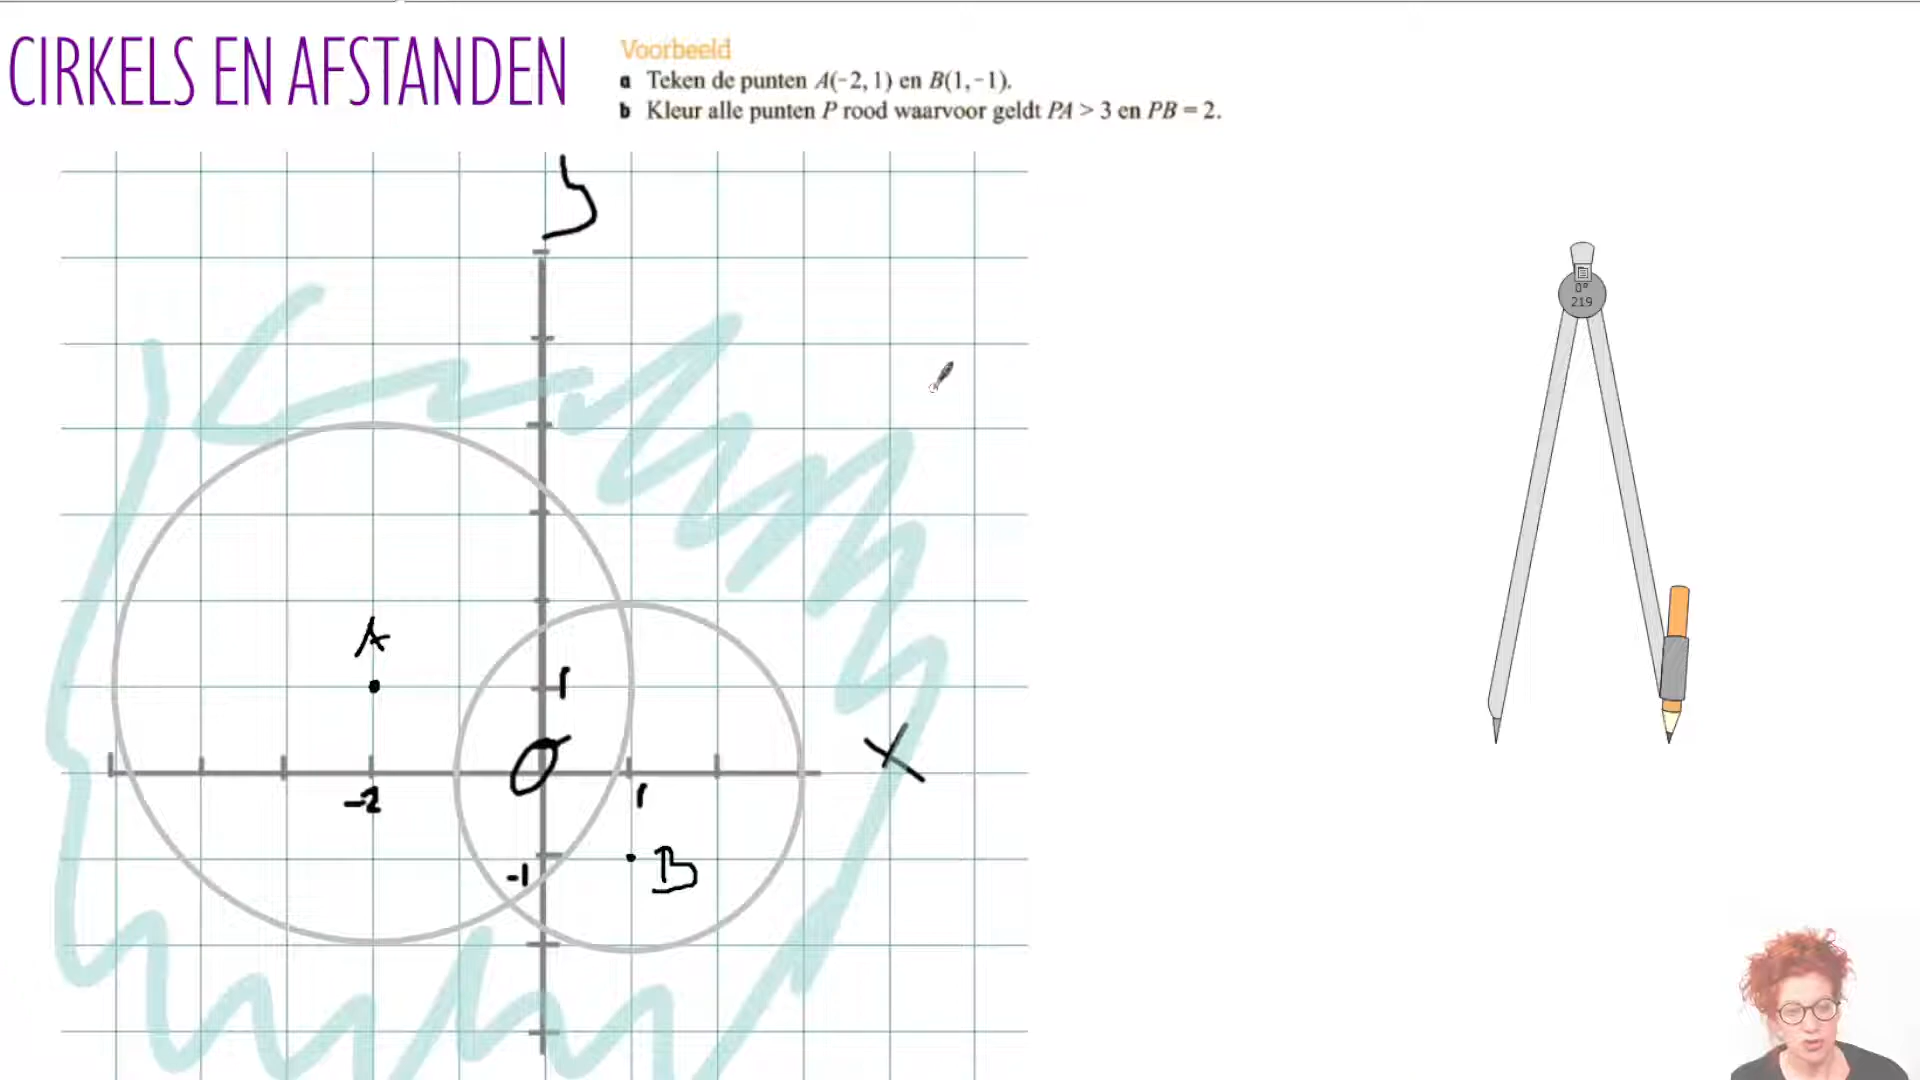 CIRKELS EN AFSTANDEN
Voorbeeld
a Teken de punten A(−2, 1) en B(1, −1).
b Kleur alle punten P rood waarvoor geldt PA > 3 en PB = 2.
y
0°
219
A
1
x
O
-2
1
-1
B